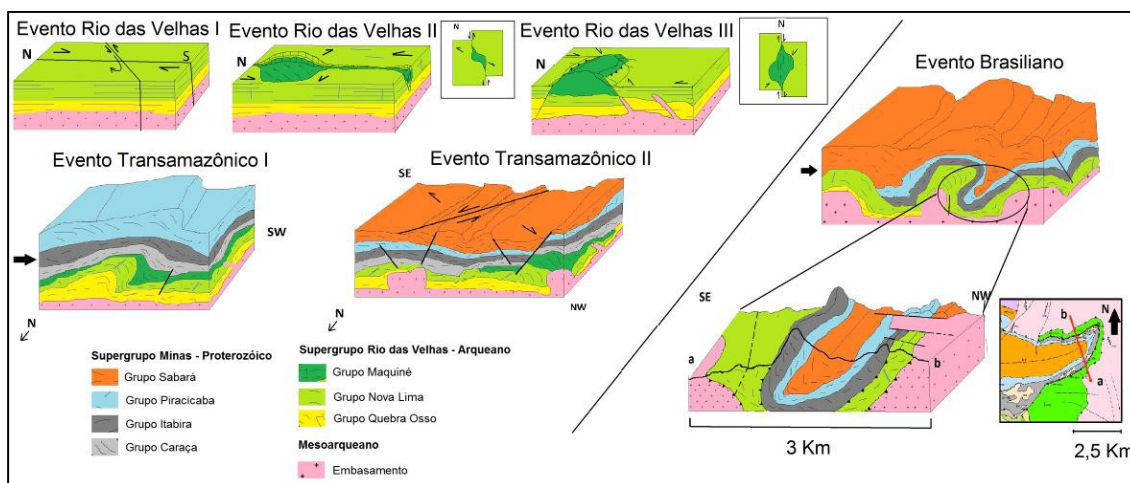 Evento Rio das Velhas I
N
S
Evento Rio das Velhas II
N
N
Evento Rio das Velhas III
N
N
Evento Transamazônico I
SW
N
Evento Transamazônico II
SE
NW
N
Evento Brasiliano
SE
NW
a
b
3 Km
b
N
a
2,5 Km
Supergrupo Minas - Proterozóico
Grupo Sabará
Grupo Piracicaba
Grupo Itabira
Grupo Caraça
Supergrupo Rio das Velhas - Arqueano
Grupo Maquiné
Grupo Nova Lima
Grupo Quebra Osso
Mesoarqueano
Embasamento